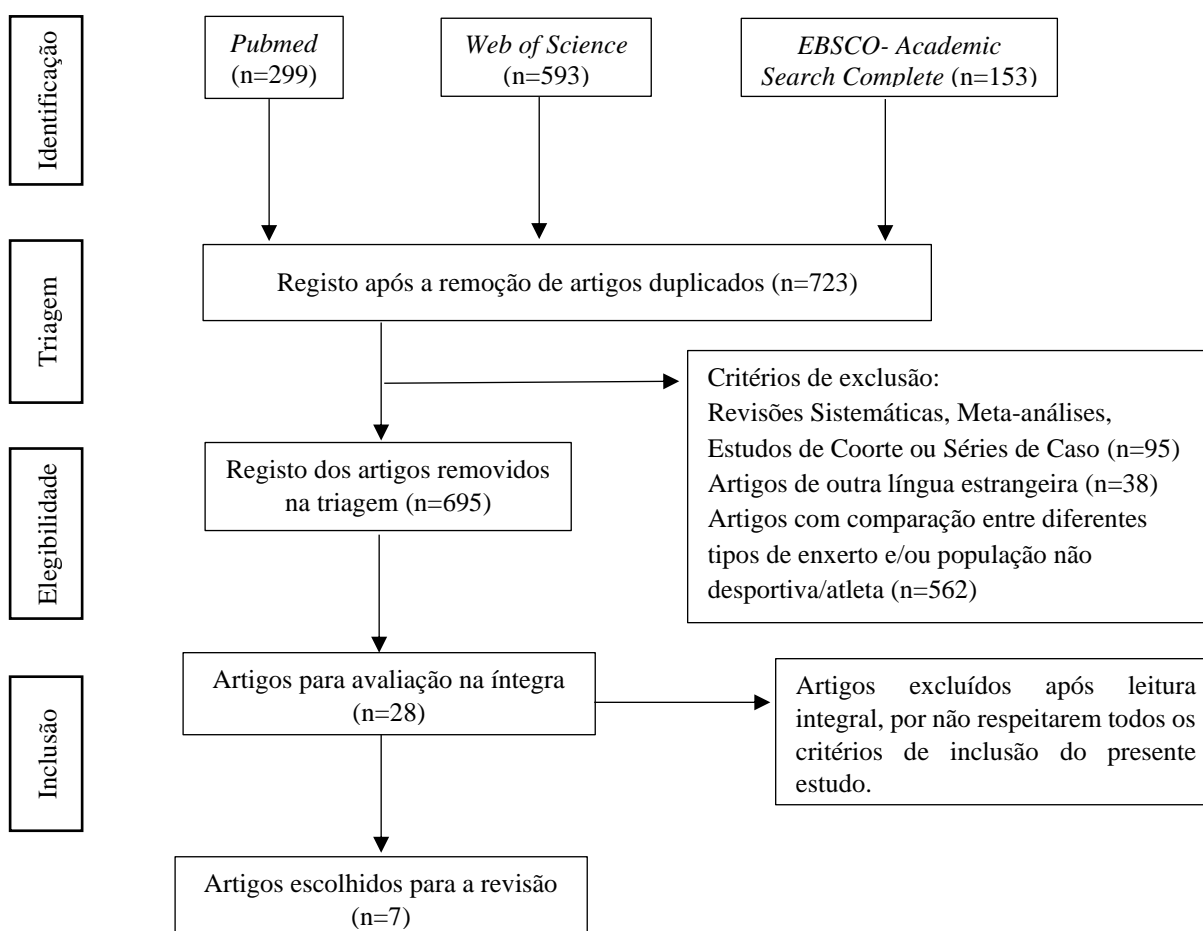 Identificação
Pubmed
(n=299)
Web of Science
(n=593)
EBSCO- Academic
Search Complete (n=153)
Triagem
Registo após a remoção de artigos duplicados (n=723)
Critérios de exclusão:
Revisões Sistemáticas, Meta-análises,
Estudos de Coorte ou Séries de Caso (n=95)
Artigos de outra língua estrangeira (n=38)
Artigos com comparação entre diferentes
tipos de enxerto e/ou população não
desportiva/atleta (n=562)
Elegibilidade
Registo dos artigos removidos
na triagem (n=695)
Artigos para avaliação na íntegra
(n=28)
Inclusão
Artigos excluídos após leitura
integral, por não respeitarem todos os
critérios de inclusão do presente
estudo.
Artigos escolhidos para a revisão
(n=7)